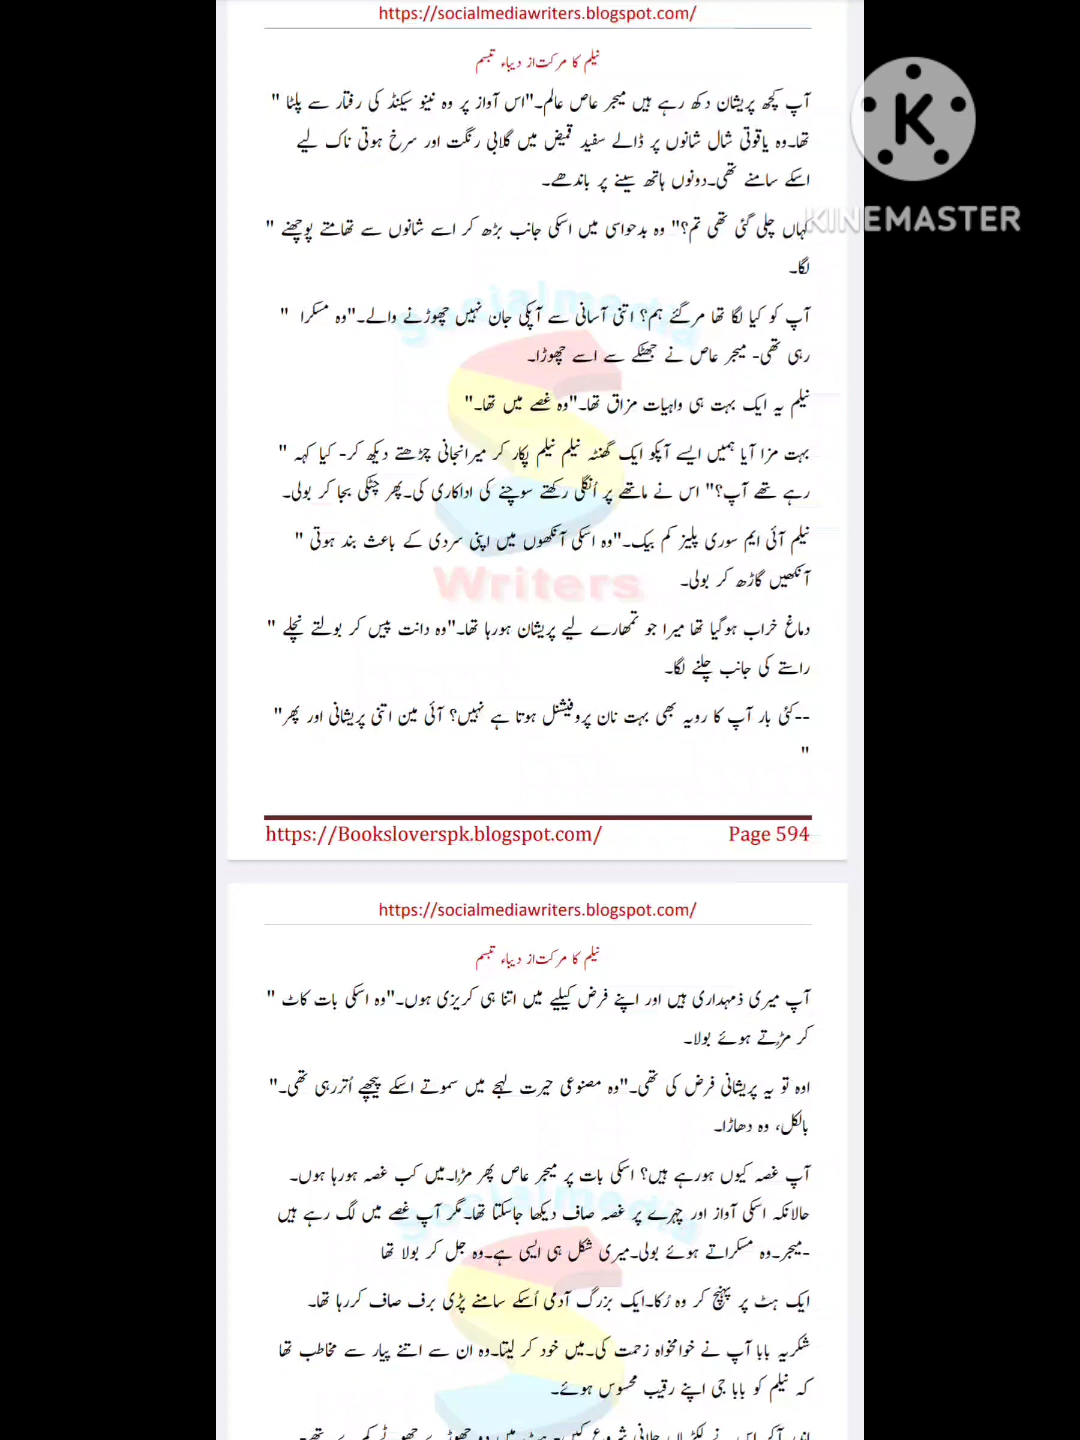 https://socialmediawriters.blogspot.com/
نیلم کا مرکت از دیباء تبسم
آپ کچھ پریشان دکھ رہے ہیں میجر عاص عالم۔"اس آواز پر وہ نینو سیکنڈ کی رفتار سے پلٹا "
تھا۔وہ یاقوتی شال شانوں پر ڈالے سفید قمیض میں گلابی رنگت اور سرخ ہوتی ناک لیے
اسکے سامنے تھی۔دونوں ہاتھ سینے پر باندھے۔
کہاں چلی گئی تھی تم؟" وہ بدحواسی میں اسکی جانب بڑھ کر اسے شانوں سے تھامتے پوچھنے "
لگا۔
آپ کو کیا لگا تھا مرگئے ہم؟ اتنی آسانی سے آپکی جان نہیں چھوڑنے والے۔"وہ مسکرا "
رہی تھی- میجر عاص نے جھٹکے سے اسے چھوڑا۔
نیلم یہ ایک بہت ہی واہیات مزاق تھا۔"وہ غصے میں تھا۔"
بہت مزا آیا ہمیں ایسے آپکو ایک گھنٹہ نیلم نیلم پکار کر میرانجانی چڑھتے دیکھ کر- کیا کہہ "
رہے تھے آپ؟" اس نے ماتھے پر اُنگلی رکھتے سوچنے کی اداکاری کی۔پھر چٹکی بجا کر بولی۔
نیلم آئی ایم سوری پلیز کم بیک۔"وہ اسکی آنکھوں میں اپنی سردی کے باعث بند ہوتی "
آنکھیں گاڑھ کر بولی۔
دماغ خراب ہوگیا تھا میرا جو تمھارے لیے پریشان ہورہا تھا۔"وہ دانت پیس کر بولتے نچلے "
راستے کی جانب چلنے لگا۔
--کئی بار آپ کا رویہ بھی بہت نان پروفیشنل ہوتا ہے نہیں؟ آئی مین اتنی پریشانی اور پھر"
"
https://Booksloverspk.blogspot.com/ Page 594
https://socialmediawriters.blogspot.com/
نیلم کا مرکت از دیباء تبسم
آپ میری ذمہداری ہیں اور اپنے فرض کیلیے میں اتنا ہی کریزی ہوں۔"وہ اسکی بات کاٹ "
کر مڑتے ہوئے بولا۔
اوہ تو یہ پریشانی فرض کی تھی۔"وہ مصنوعی حیرت لہجے میں سموتے اسکے پیچھے اُتررہی تھی۔"
بالکل، وہ دھاڑا۔
آپ غصہ کیوں ہورہے ہیں؟ اسکی بات پر میجر عاص پھر مڑا۔میں کب غصہ ہورہا ہوں۔
حالانکہ اسکی آواز اور چہرے پر غصہ صاف دیکھا جاسکتا تھا۔مگر آپ غصے میں لگ رہے ہیں
-میجر۔وہ مسکراتے ہوئے بولی۔میری شکل ہی ایسی ہے۔وہ جل کر بولا تھا
ایک ہٹ پر پہنچ کر وہ رُکا۔ایک بزرگ آدمی اُسکے سامنے پڑی برف صاف کررہا تھا۔
شکریہ بابا آپ نے خوامخواہ زحمت کی۔میں خود کر لیتا۔وہ ان سے اتنے پیار سے مخاطب تھا
کہ نیلم کو بابا جی اپنے رقیب محسوس ہوئے۔
socialmedia
Writers
socialmedia
KINEMASTER